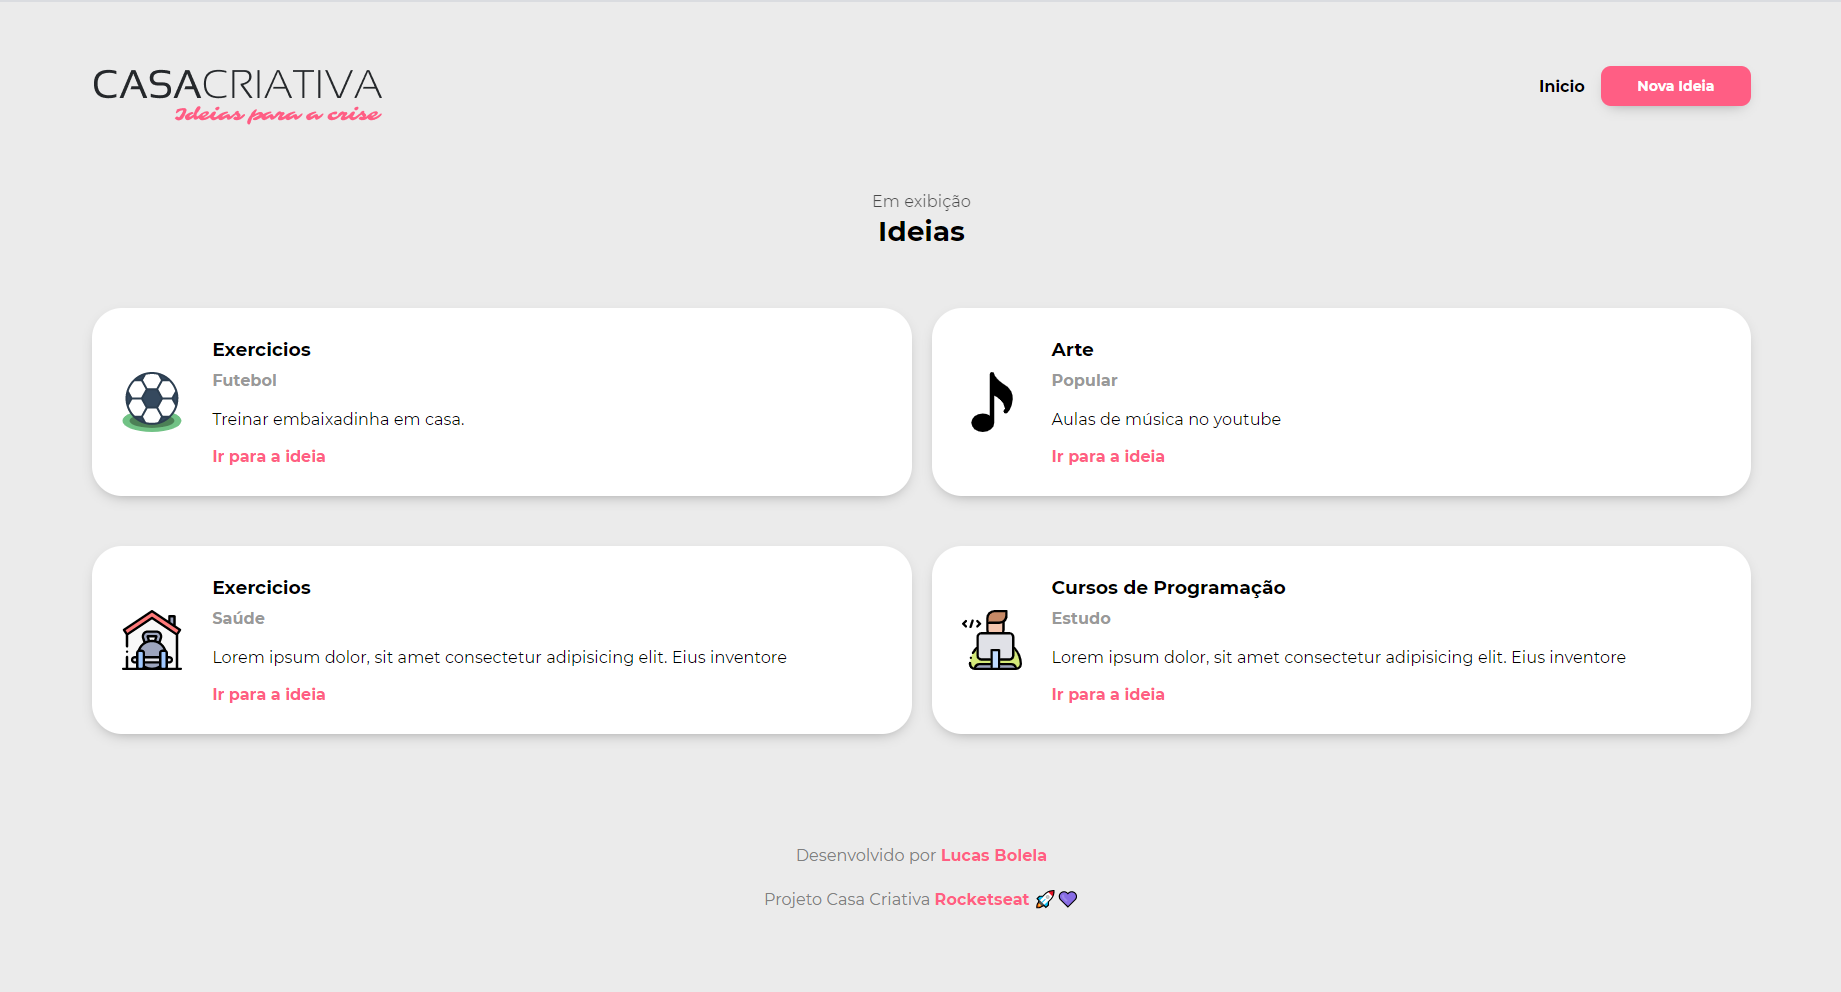 CASACRIATIVA
Ideias para a crise
Inicio
Nova Ideia
Em exibição
Ideias
Exercicios
Futebol
Treinar embaixadinha em casa.
Ir para a ideia
Arte
Popular
Aulas de música no youtube
Ir para a ideia
Exercicios
Saúde
Lorem ipsum dolor, sit amet consectetur adipisicing elit. Eius inventore
Ir para a ideia
Cursos de Programação
Estudo
Lorem ipsum dolor, sit amet consectetur adipisicing elit. Eius inventore
Ir para a ideia
Desenvolvido por Lucas Bolela
Projeto Casa Criativa Rocketseat 🚀💜